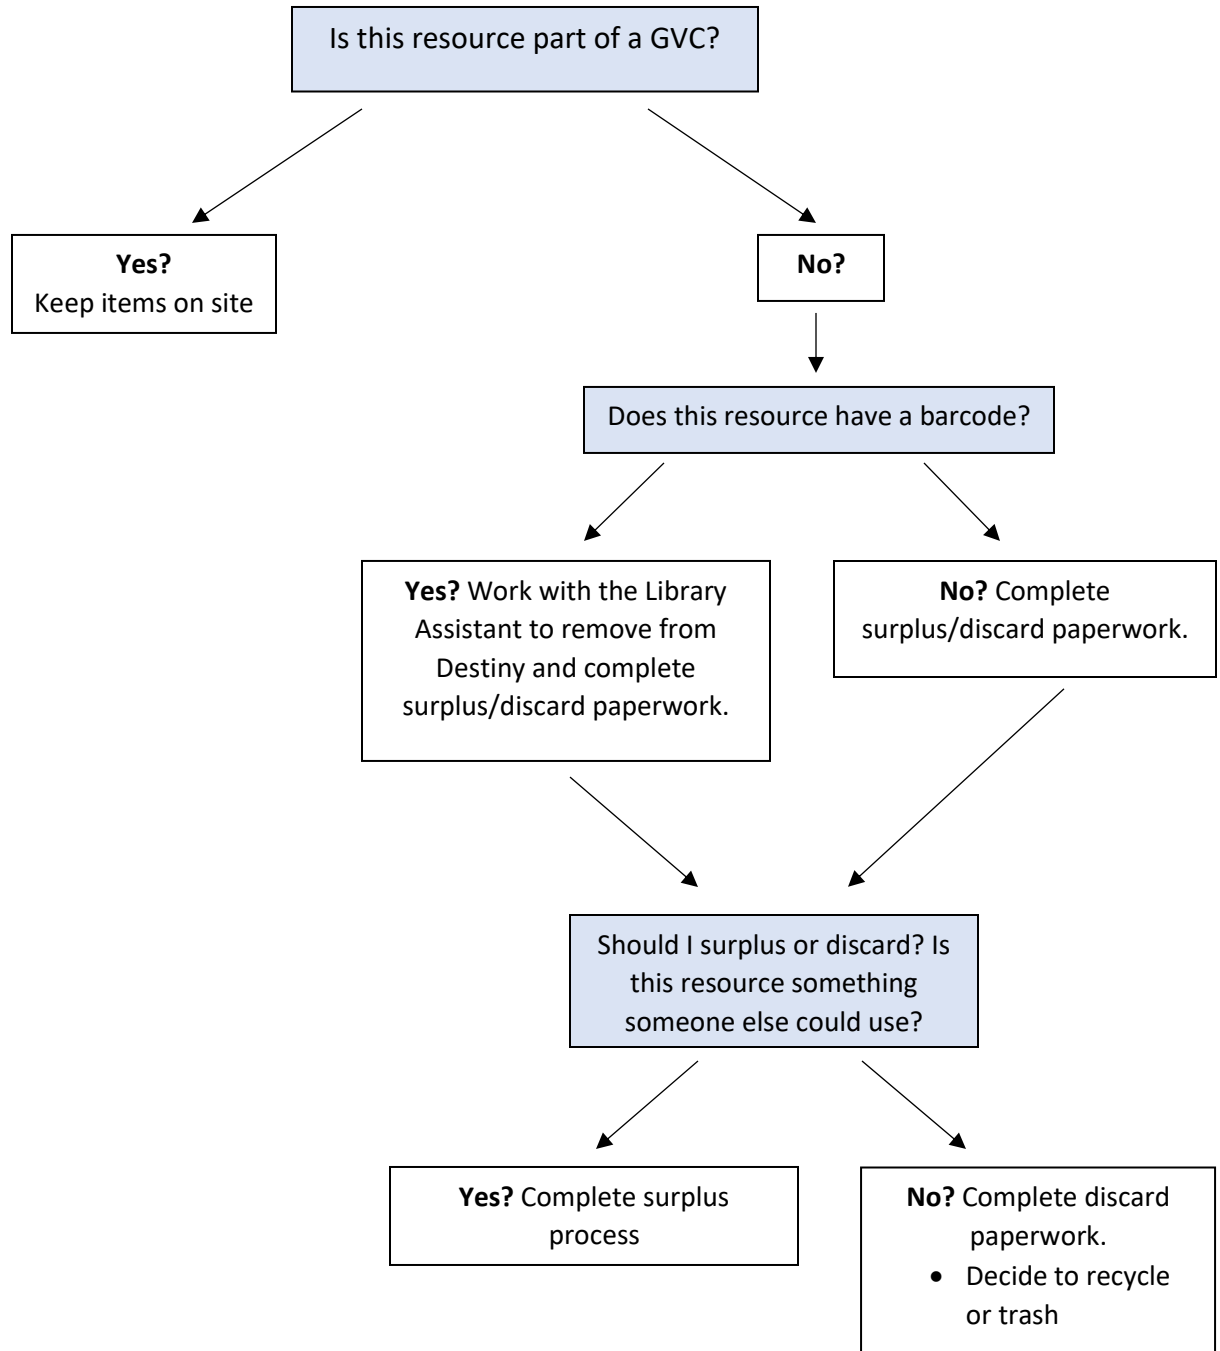 Is this resource part of a GVC?
Yes?
Keep items on site
No?
Does this resource have a barcode?
Yes? Work with the Library
Assistant to remove from
Destiny and complete
surplus/discard paperwork.
No? Complete
surplus/discard paperwork.
Should I surplus or discard? Is
this resource something
someone else could use?
Yes? Complete surplus
process
No? Complete discard
paperwork.
• Decide to recycle
or trash